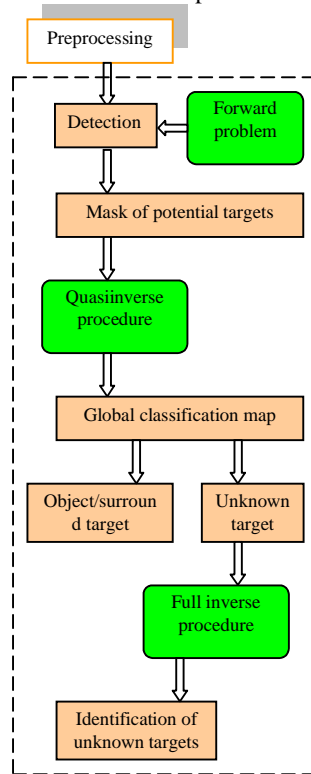 Preprocessing
Detection
Forward
problem
Mask of potential targets
Quasiinverse
procedure
Global classification map
Object/surroun
d target
Unknown
target
Full inverse
procedure
Identification of
unknown targets